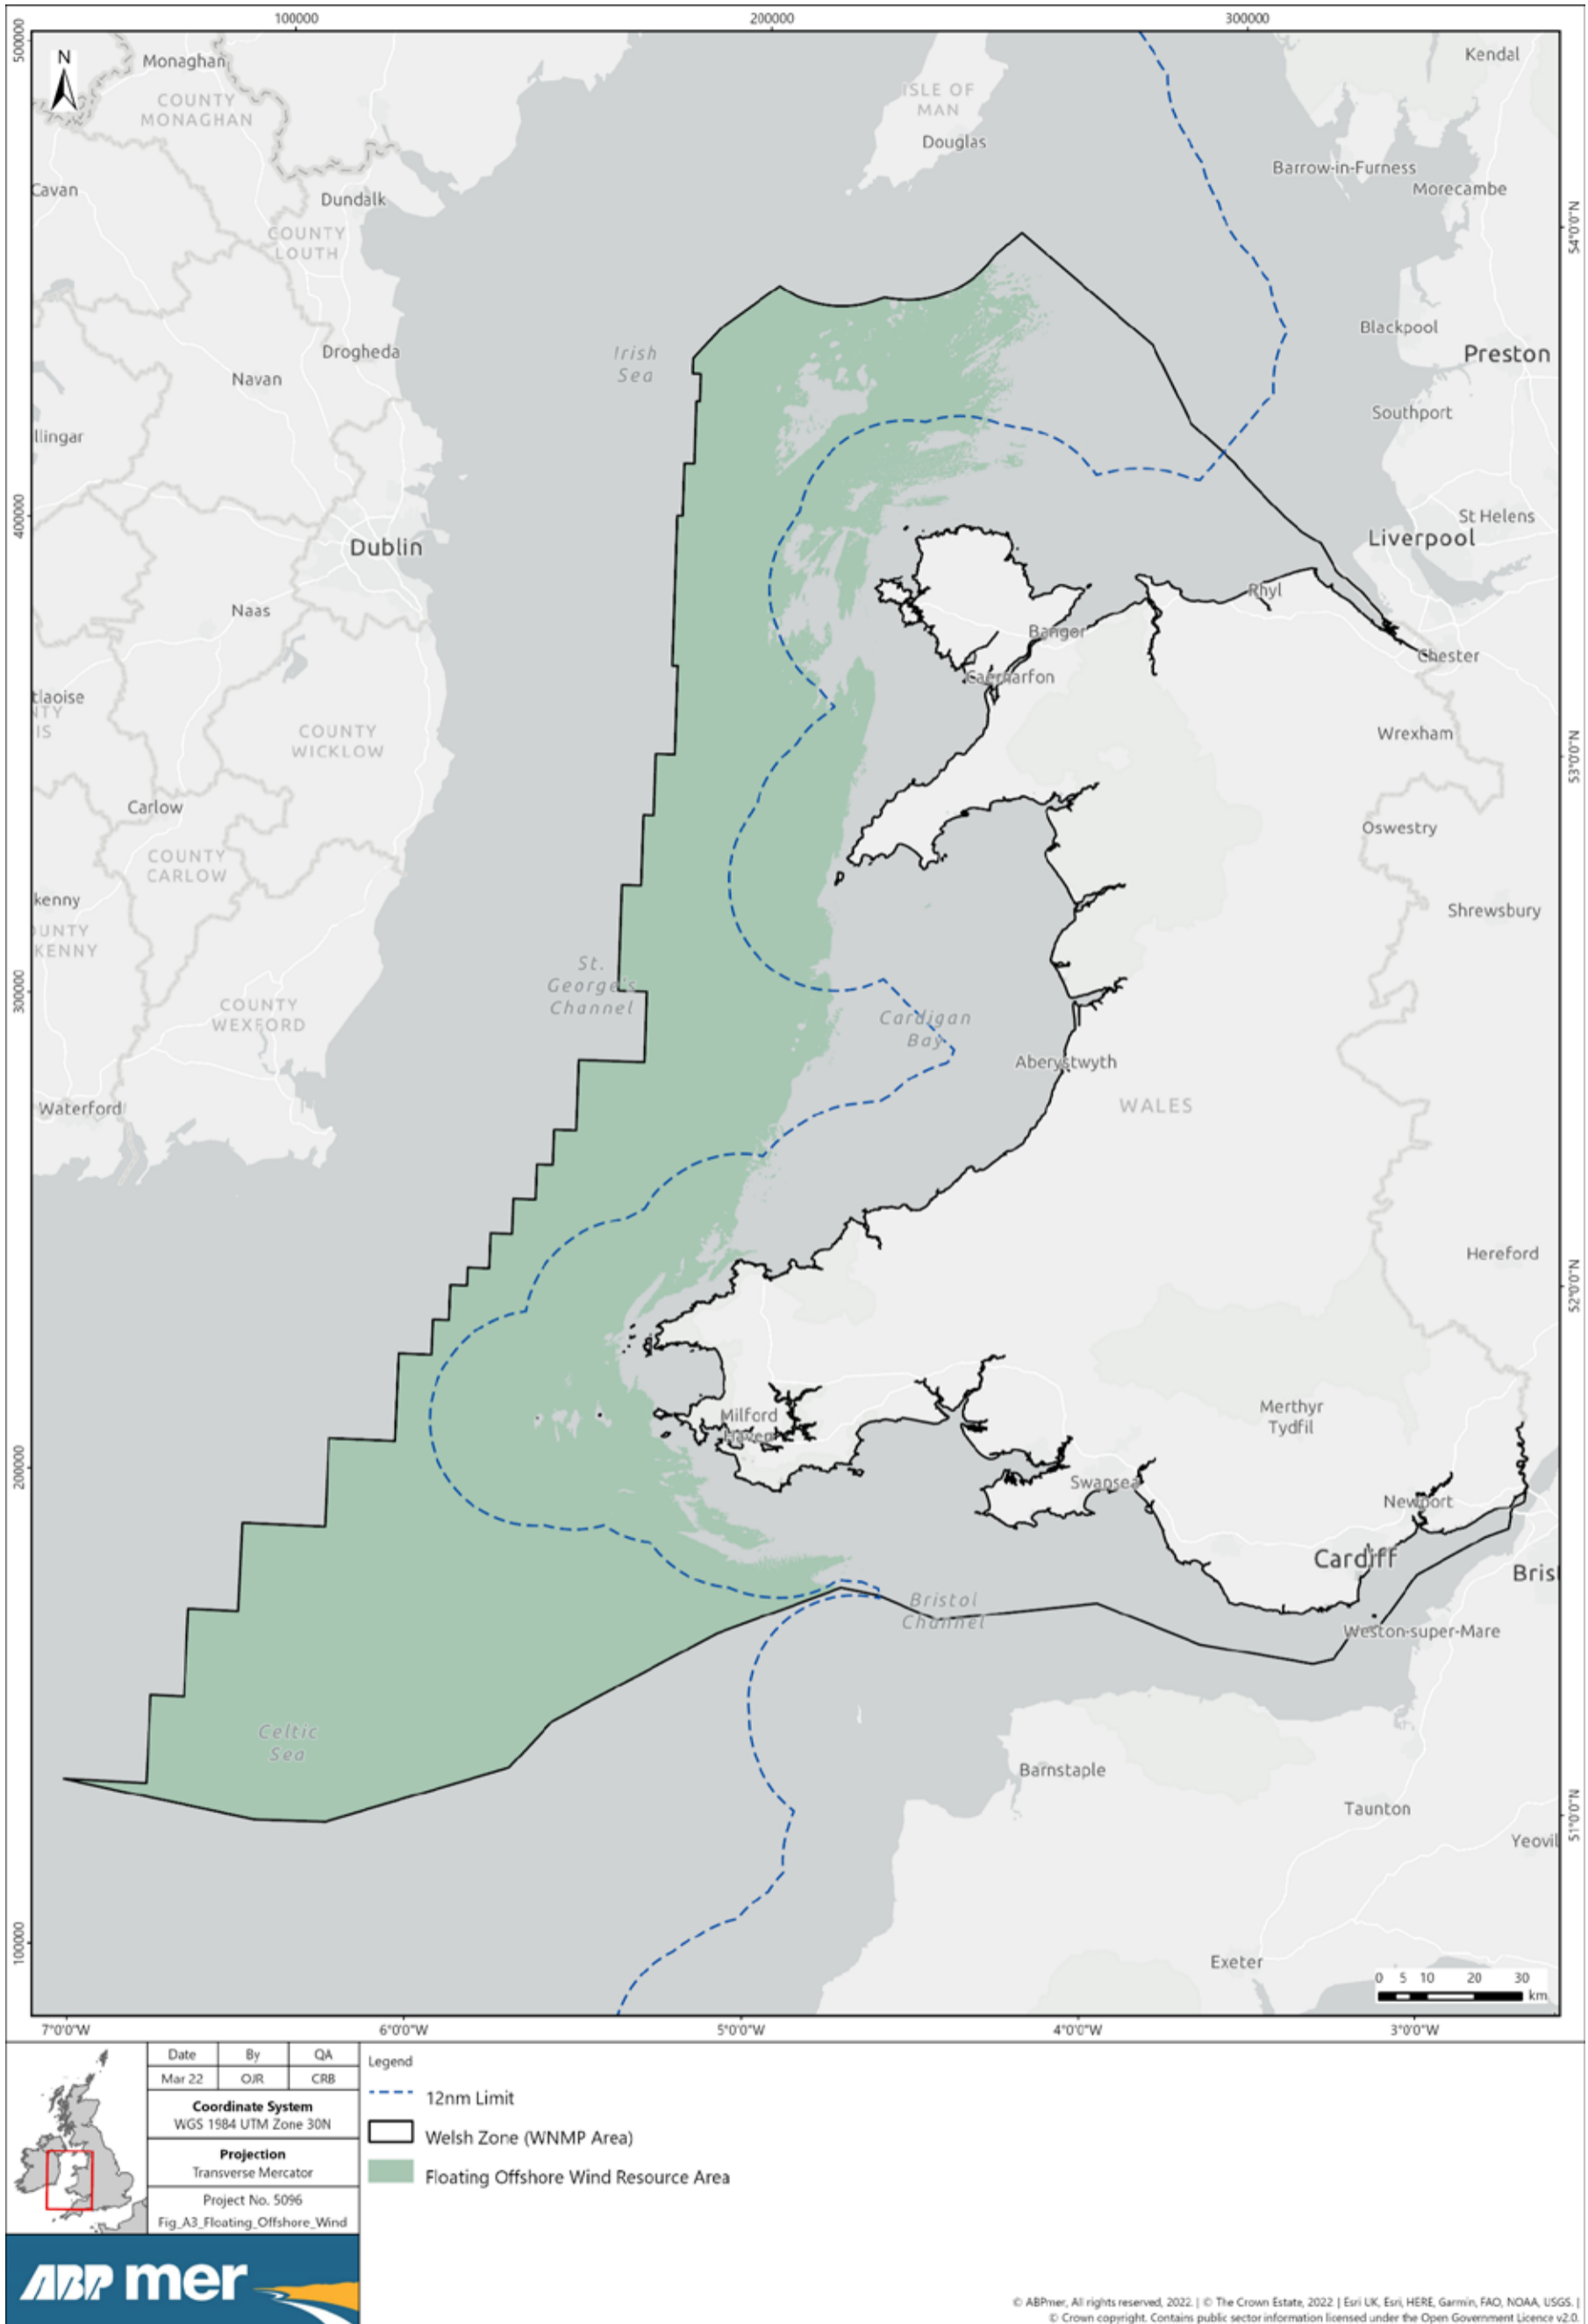 100000
200000
300000
500000
400000
300000
200000
100000
N
Monaghan
COUNTY
MONAGHAN
Cavan
Dundalk
COUNTY
LOUTH
Drogheda
Navan
llingar
Dublin
Naas
tlaoise
NTY
IS
COUNTY
WICKLOW
Carlow
COUNTY
CARLOW
kenny
OUNTY
KENNY
COUNTY
WEXFORD
Waterford
ISLE OF
MAN
Douglas
Irish
Sea
St.
George's
Channel
Cardigan
Bay
Celtic
Sea
Bristol
Channel
Kendal
Barrow-in-Furness
Morecambe
Blackpool
Preston
Southport
St Helens
Liverpool
Rhyl
Bangor
Caernarfon
Chester
Wrexham
Oswestry
Shrewsbury
Aberystwyth
WALES
Hereford
Milford
Haven
Merthyr
Tydfil
Swansea
Newport
Cardiff
Brist
Weston-super-Mare
Barnstaple
Taunton
Yeovil
Exeter
54°0'0"N
53°0'0"N
52°0'0"N
51°0'0"N
0 5 10 20 30
km
7°0'0"W
6°0'0"W
5°0'0"W
4°0'0"W
3°0'0"W
Date By QA
Mar 22 OJR CRB
Coordinate System
WGS 1984 UTM Zone 30N
Projection
Transverse Mercator
Project No. 5096
Fig_A3_Floating_Offshore_Wind
ABPmer
Legend
12nm Limit
Welsh Zone (WNMP Area)
Floating Offshore Wind Resource Area
© ABPmer, All rights reserved, 2022. | © The Crown Estate, 2022 | Esri UK, Esri, HERE, Garmin, FAO, NOAA, USGS. |
© Crown copyright. Contains public sector information licensed under the Open Government Licence v2.0